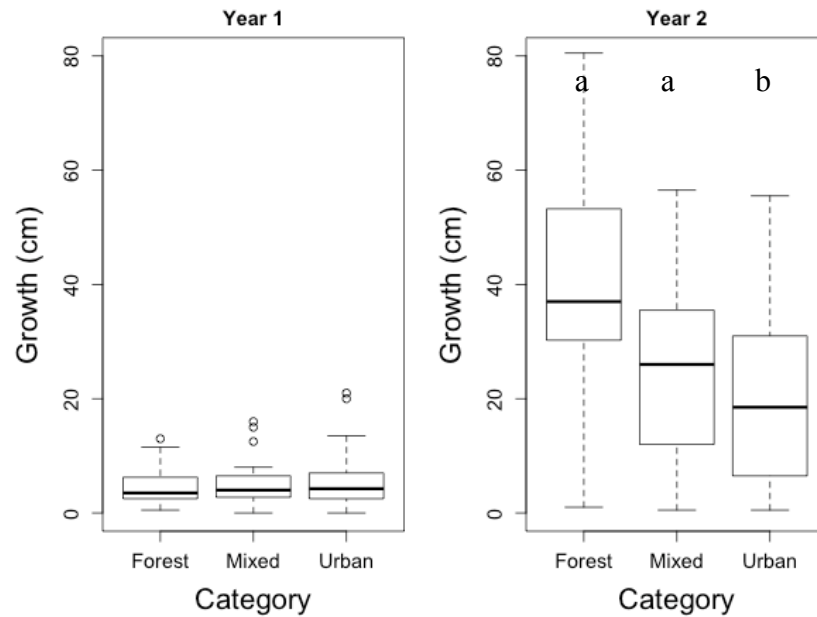 Year 1
Growth (cm)
80
60
40
20
0
Forest Mixed Urban
Category
Year 2
a a b
Growth (cm)
80
60
40
20
0
Forest Mixed Urban
Category